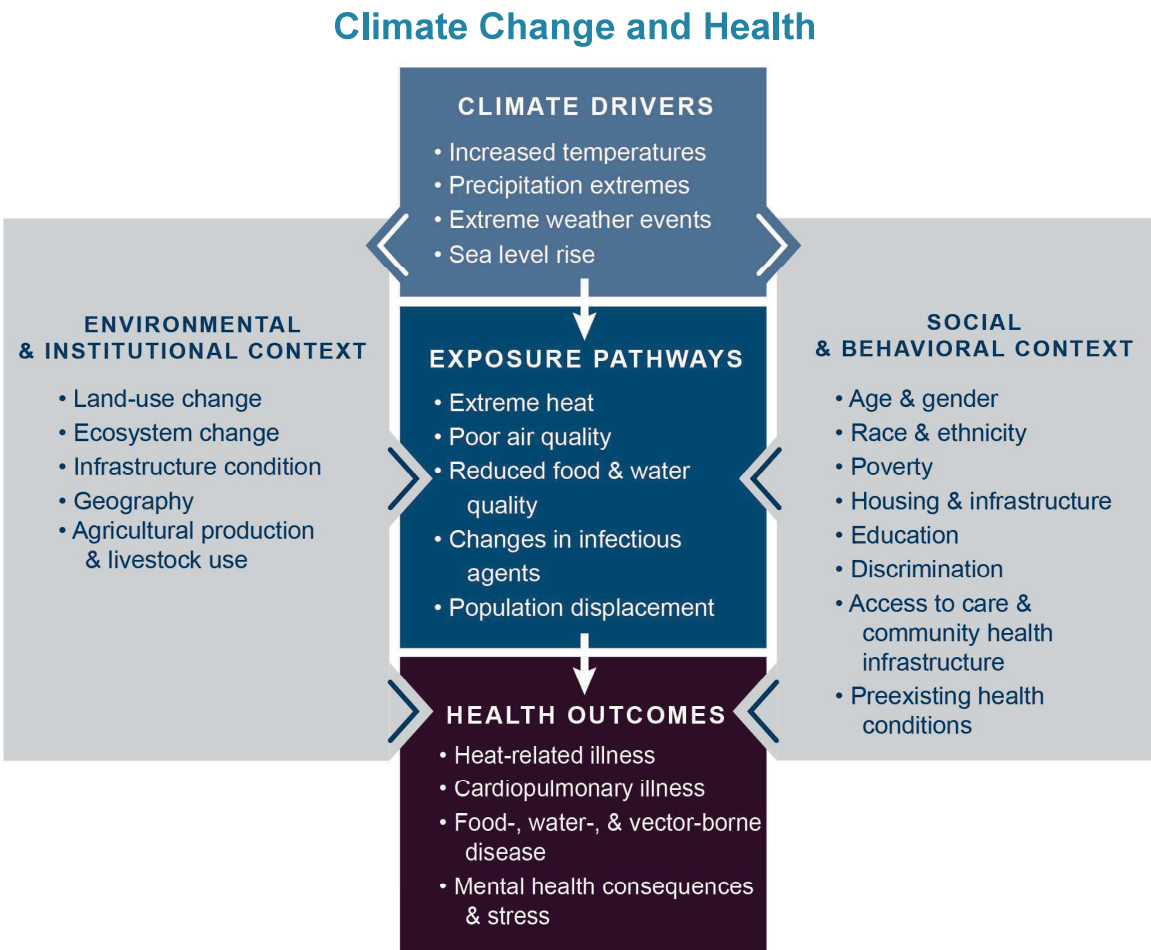 Climate Change and Health
CLIMATE DRIVERS
• Increased temperatures
• Precipitation extremes
• Extreme weather events
• Sea level rise
ENVIRONMENTAL
& INSTITUTIONAL CONTEXT
• Land-use change
• Ecosystem change
• Infrastructure condition
• Geography
• Agricultural production
& livestock use
EXPOSURE PATHWAYS
• Extreme heat
• Poor air quality
• Reduced food & water
quality
• Changes in infectious
agents
• Population displacement
SOCIAL
& BEHAVIORAL CONTEXT
• Age & gender
• Race & ethnicity
• Poverty
• Housing & infrastructure
• Education
• Discrimination
• Access to care &
community health
infrastructure
• Preexisting health
conditions
HEALTH OUTCOMES
• Heat-related illness
• Cardiopulmonary illness
• Food-, water-, & vector-borne
disease
• Mental health consequences
& stress